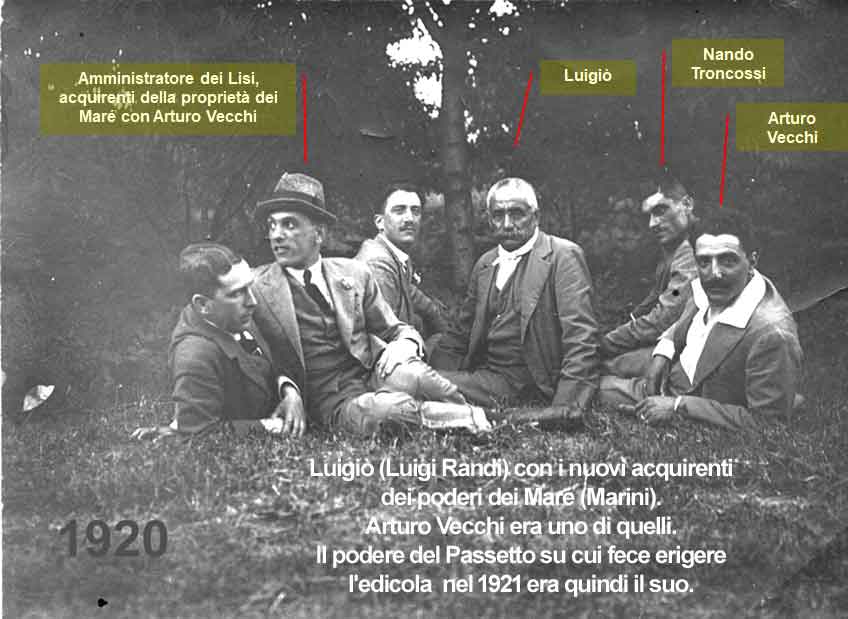 Amministratore dei Lisi,
acquirenti della proprietà dei
Maré con Arturo Vecchi
Luigiò
Nando
Troncossi
Arturo
Vecchi
Luigiò (Luigi Randi) con i nuovi acquirenti
dei poderi dei Maré (Marini).
Arturo Vecchi era uno di quelli.
Il podere del Passetto su cui fece erigere
l'edicola nel 1921 era quindi il suo.
1920